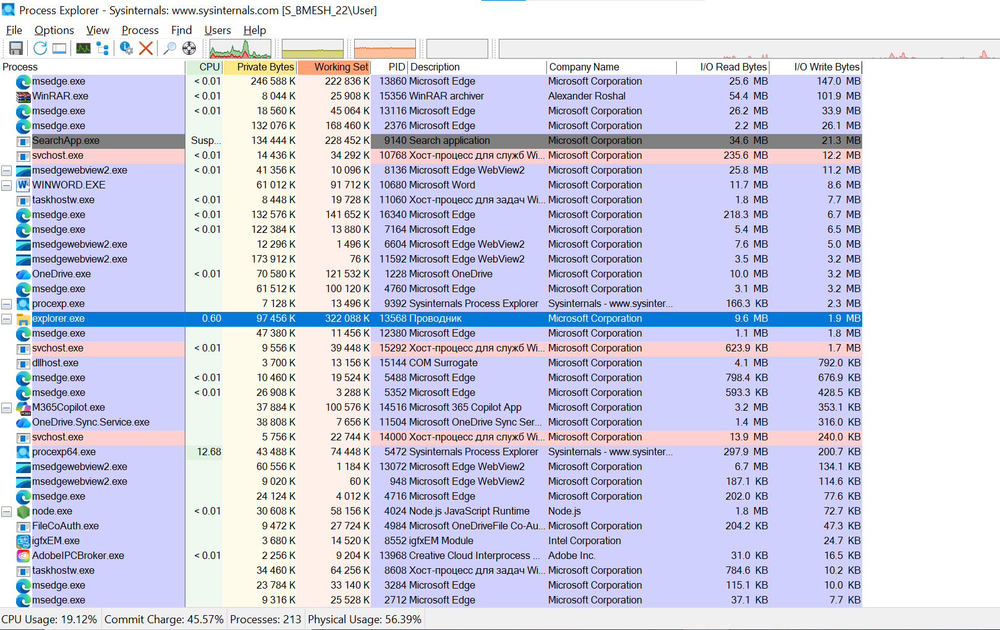 Process Explorer - Sysinternals: www.sysinternals.com [S_BMESH_22\User]
File Options View Process Find Users Help
Process CPU Private Bytes Working Set PID Description Company Name I/O Read Bytes I/O Write Bytes
msedge.exe < 0.01 246 588 K 222 836 K 13860 Microsoft Edge Microsoft Corporation 25.6 MB 147.0 MB
WinRAR.exe < 0.01 8 044 K 25 908 K 15356 WinRAR archiver Alexander Roshal 54.4 MB 101.9 MB
msedge.exe < 0.01 18 560 K 45 064 K 13116 Microsoft Edge Microsoft Corporation 26.2 MB 33.9 MB
msedge.exe 132 076 K 168 460 K 2376 Microsoft Edge Microsoft Corporation 2.2 MB 26.1 MB
SearchApp.exe Susp... 134 444 K 228 452 K 9140 Search application Microsoft Corporation 34.6 MB 21.3 MB
svchost.exe < 0.01 14 436 K 34 292 K 10768 Хост-процесс для служб Wi... Microsoft Corporation 235.6 MB 12.2 MB
msedgewebview2.exe < 0.01 41 356 K 10 096 K 8136 Microsoft Edge WebView2 Microsoft Corporation 25.8 MB 11.2 MB
WINWORD.EXE 61 012 K 91 712 K 10680 Microsoft Word Microsoft Corporation 11.7 MB 8.6 MB
taskhostw.exe < 0.01 8 448 K 19 728 K 11060 Хост-процесс для задач Wi... Microsoft Corporation 1.8 MB 7.7 MB
msedge.exe < 0.01 132 576 K 141 652 K 16340 Microsoft Edge Microsoft Corporation 218.3 MB 6.7 MB
msedge.exe < 0.01 122 384 K 13 880 K 7164 Microsoft Edge Microsoft Corporation 5.4 MB 6.5 MB
msedgewebview2.exe 12 296 K 1 496 K 6604 Microsoft Edge WebView2 Microsoft Corporation 7.6 MB 5.0 MB
msedgewebview2.exe 173 912 K 76 K 11592 Microsoft Edge WebView2 Microsoft Corporation 3.5 MB 3.2 MB
OneDrive.exe < 0.01 70 580 K 121 532 K 1228 Microsoft OneDrive Microsoft Corporation 10.0 MB 3.2 MB
msedge.exe 61 512 K 100 120 K 4760 Microsoft Edge Microsoft Corporation 3.1 MB 3.2 MB
procexp.exe 7 128 K 13 496 K 9392 Sysinternals Process Explorer Sysinternals - www.sysinter... 166.3 KB 2.3 MB
explorer.exe 0.60 97 456 K 322 088 K 13568 Проводник Microsoft Corporation 9.6 MB 1.9 MB
msedge.exe 47 380 K 11 456 K 12380 Microsoft Edge Microsoft Corporation 1.1 MB 1.8 MB
svchost.exe < 0.01 9 556 K 39 448 K 15292 Хост-процесс для служб Wi... Microsoft Corporation 623.9 KB 1.7 MB
dllhost.exe 3 700 K 13 156 K 15144 COM Surrogate Microsoft Corporation 4.1 MB 792.0 KB
msedge.exe < 0.01 10 460 K 19 524 K 5488 Microsoft Edge Microsoft Corporation 798.4 KB 676.9 KB
msedge.exe < 0.01 26 908 K 3 288 K 5352 Microsoft Edge Microsoft Corporation 593.3 KB 428.5 KB
M365Copilot.exe 37 884 K 100 576 K 14516 Microsoft 365 Copilot App Microsoft Corporation 3.2 MB 353.1 KB
OneDrive.Sync.Service.exe 38 808 K 7 656 K 11504 Microsoft OneDrive Sync Ser... Microsoft Corporation 1.4 MB 316.0 KB
svchost.exe 5 756 K 22 744 K 14000 Хост-процесс для служб Wi... Microsoft Corporation 13.9 MB 240.0 KB
procexp64.exe 12.68 43 488 K 74 448 K 5472 Sysinternals Process Explorer Sysinternals - www.sysinter... 297.9 MB 200.7 KB
msedgewebview2.exe 60 556 K 1 184 K 13072 Microsoft Edge WebView2 Microsoft Corporation 6.7 MB 134.1 KB
msedgewebview2.exe 9 020 K 60 K 948 Microsoft Edge WebView2 Microsoft Corporation 187.1 KB 114.6 KB
msedge.exe 24 124 K 4 012 K 4716 Microsoft Edge Microsoft Corporation 202.0 KB 77.6 KB
node.exe < 0.01 30 608 K 58 156 K 4024 Node.js JavaScript Runtime Node.js 1.8 MB 72.7 KB
FileCoAuth.exe 9 472 K 27 724 K 4984 Microsoft OneDriveFile Co-Au... Microsoft Corporation 204.2 KB 47.3 KB
igfxEM.exe 3 680 K 14 520 K 8552 igfxEM Module Intel Corporation 24.7 KB
AdobeIPCBroker.exe < 0.01 2 256 K 9 204 K 13968 Creative Cloud Interprocess ... Adobe Inc. 31.0 KB 16.5 KB
taskhostw.exe 34 460 K 64 256 K 8608 Хост-процесс для задач Wi... Microsoft Corporation 784.6 KB 10.2 KB
msedge.exe 23 784 K 33 140 K 3284 Microsoft Edge Microsoft Corporation 115.1 KB 10.0 KB
msedge.exe 9 316 K 25 528 K 2712 Microsoft Edge Microsoft Corporation 37.1 KB 7.7 KB
CPU Usage: 19.12% Commit Charge: 45.57% Processes: 213 Physical Usage: 56.39%